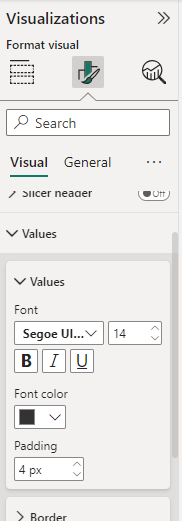 Visualizations
Format visual
Search
Visual General ...
Slicer header Off
Values
Values
Font
Segoe UI... 14
B I U
Font color
Padding
4 px
Border